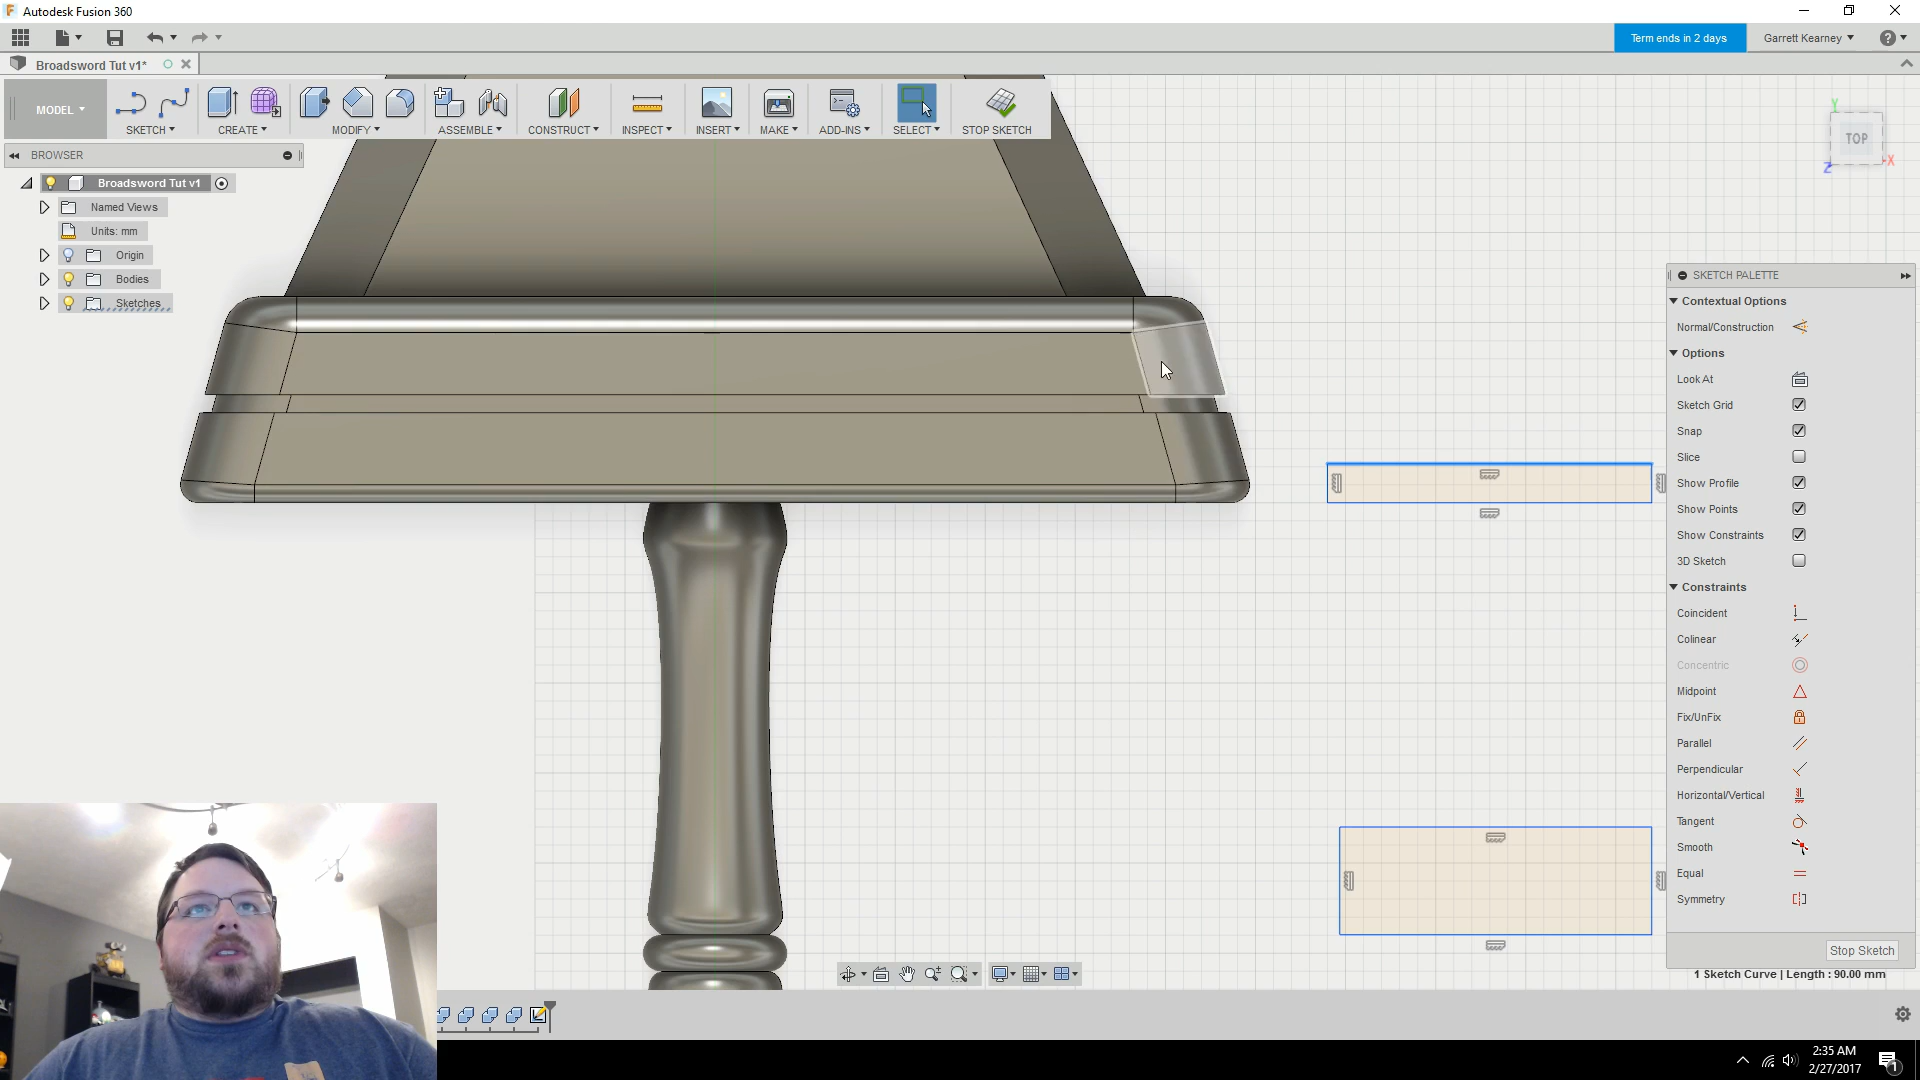 Autodesk Fusion 360
Term ends in 2 days
Garrett Kearney
Broadsword Tut v1*
MODEL
SKETCH
CREATE
MODIFY
ASSEMBLE
CONSTRUCT
INSPECT
INSERT
MAKE
ADD-INS
SELECT
STOP SKETCH
BROWSER
Broadsword Tut v1
Named Views
Units: mm
Origin
Bodies
Sketches
Y
TOP
X
Z
SKETCH PALETTE
Contextual Options
Normal/Construction
Options
Look At
Sketch Grid
Snap
Slice
Show Profile
Show Points
Show Constraints
3D Sketch
Constraints
Coincident
Colinear
Concentric
Midpoint
Fix/UnFix
Parallel
Perpendicular
Horizontal/Vertical
Tangent
Smooth
Equal
Symmetry
Stop Sketch
1 Sketch Curve | Length : 90.00 mm
2:35 AM
2/27/2017
1